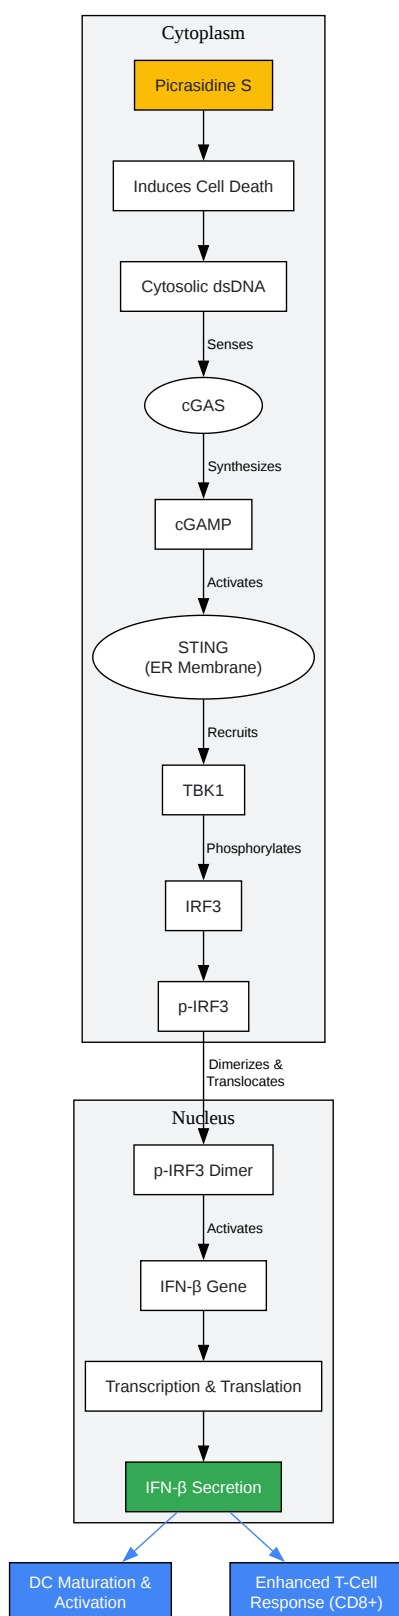 Cytoplasm
Picrasidine S
Induces Cell Death
Cytosolic dsDNA
Senses
cGAS
Synthesizes
cGAMP
Activates
STING
(ER Membrane)
Recruits
TBK1
Phosphorylates
IRF3
p-IRF3
Dimerizes &
Translocates
Nucleus
p-IRF3 Dimer
Activates
IFN-β Gene
Transcription & Translation
IFN-β Secretion
DC Maturation &
Activation
Enhanced T-Cell
Response (CD8+)